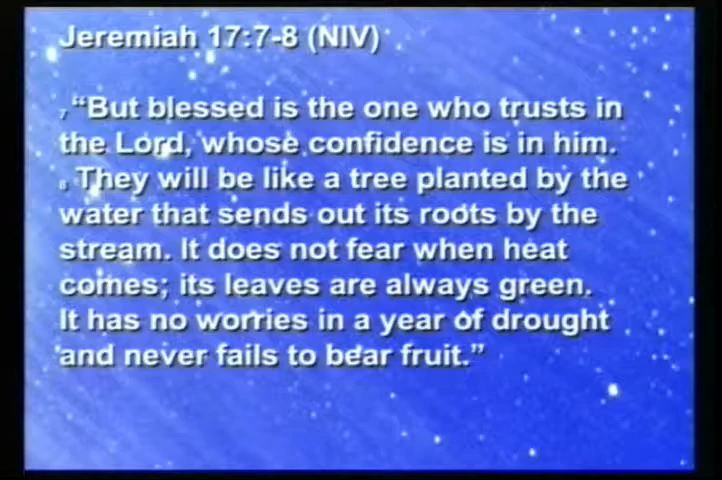 Jeremiah 17:7-8 (NIV)
7 “But blessed is the one who trusts in
the Lord, whose confidence is in him.
8 They will be like a tree planted by the
water that sends out its roots by the
stream. It does not fear when heat
comes; its leaves are always green.
It has no worries in a year of drought
and never fails to bear fruit.”